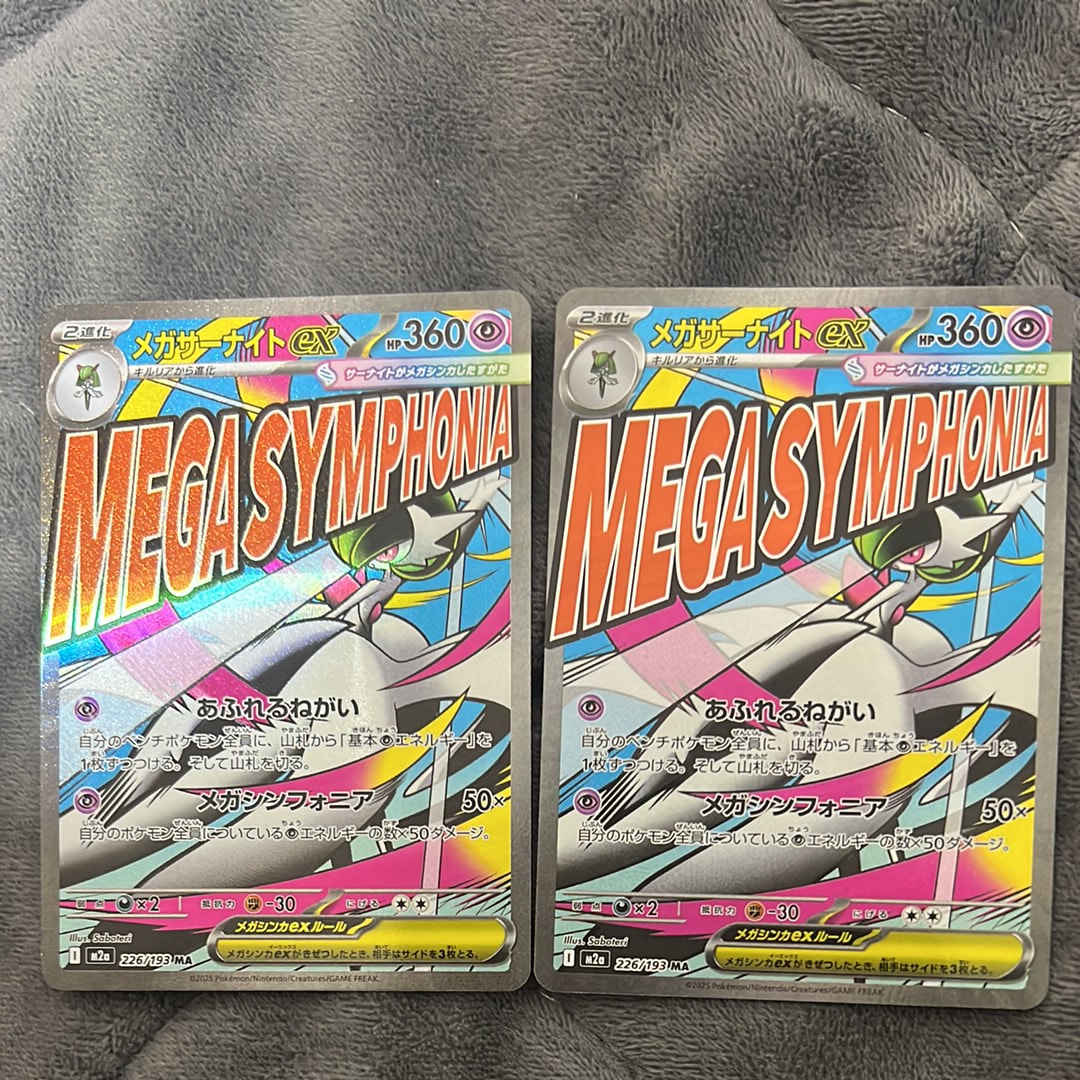 2進化
メガサーナイトex
HP360
キルリアから進化
サーナイトがメガシンカしたすがた
MEGA SYMPHONIA
あふれるねがい
自分のベンチポケモン全員に、山札から「基本エネルギー」を
1枚ずつつける。そして山札を切る。
メガシンフォニア 50×
自分のポケモン全員についているエネルギーの数×50ダメージ。
弱点 ×2 抵抗力 -30 にげる
Illus. Saboteri
メガシンカexルール
メガシンカexがきぜつしたとき、相手はサイドを3枚とる。
I M2a 226/193 MA
©2025 Pokémon/Nintendo/Creatures/GAME FREAK.
2進化
メガサーナイトex
HP360
キルリアから進化
サーナイトがメガシンカしたすがた
MEGA SYMPHONIA
あふれるねがい
自分のベンチポケモン全員に、山札から「基本エネルギー」を
1枚ずつつける。そして山札を切る。
メガシンフォニア 50×
自分のポケモン全員についているエネルギーの数×50ダメージ。
弱点 ×2 抵抗力 -30 にげる
Illus. Saboteri
メガシンカexルール
メガシンカexがきぜつしたとき、相手はサイドを3枚とる。
I M2a 226/193 MA
©2025 Pokémon/Nintendo/Creatures/GAME FREAK.